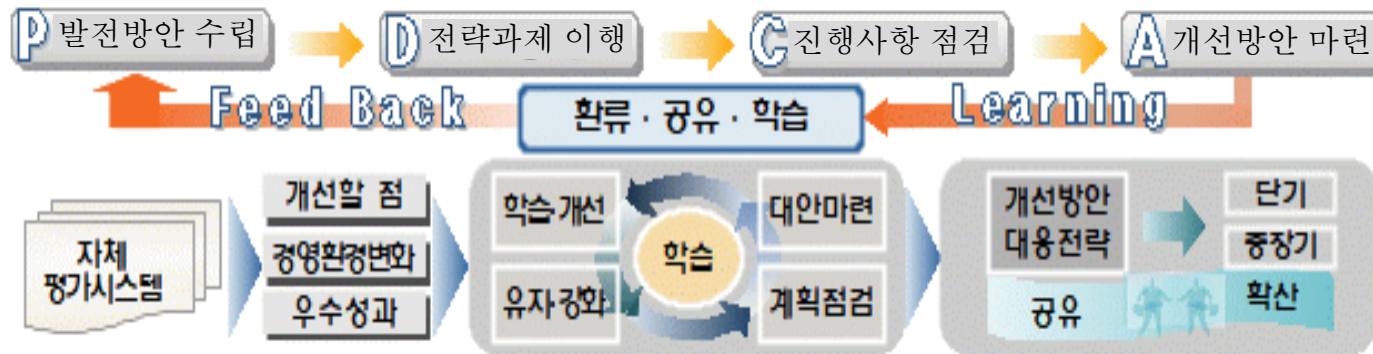 P 발전방안 수립
D 전략과제 이행
C 진행사항 점검
A 개선방안 마련
Feed Back
환류 · 공유 · 학습
Learning
자체
평가시스템
개선할 점
경영환경변화
우수성과
학습·개선
대안마련
학습
유자·강화
계획점검
개선방안
대응전략
단기
중장기
공유
확산